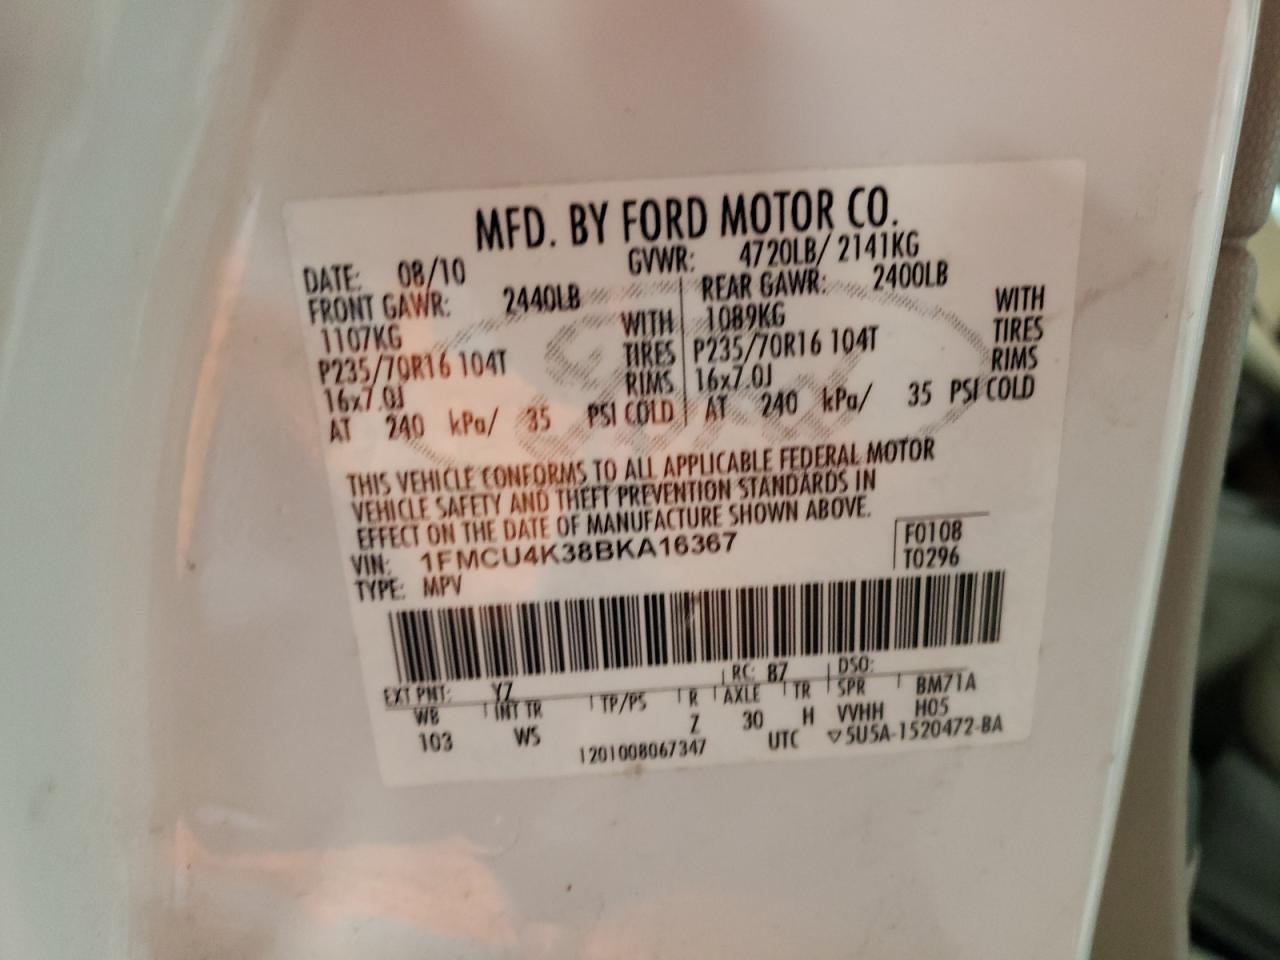 MFD. BY FORD MOTOR CO.
DATE: 08/10 GVWR: 4720LB/ 2141KG
FRONT GAWR: 2440LB REAR GAWR: 2400LB
1107KG WITH 1089KG WITH
P235/70R16 104T TIRES P235/70R16 104T TIRES
16x7.0J RIMS 16x7.0J RIMS
AT 240 kPa/ 35 PSI COLD AT 240 kPa/ 35 PSI COLD
THIS VEHICLE CONFORMS TO ALL APPLICABLE FEDERAL MOTOR
VEHICLE SAFETY AND THEFT PREVENTION STANDARDS IN
EFFECT ON THE DATE OF MANUFACTURE SHOWN ABOVE.
VIN: 1FMCU4K38BKA16367 F0108
TYPE: MPV T0296
EXT PNT: YZ RC: B7 DSO:
WB INT TR TP/PS R AXLE TR SPR BM71A
103 WS Z 30 H VVHH H05
1201008067347 UTC ▽5U5A-1520472-BA